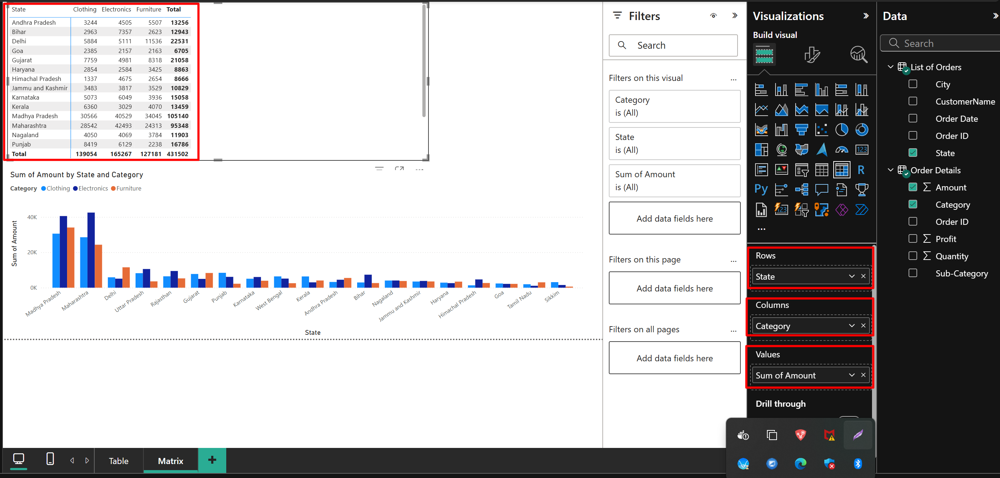 State Clothing Electronics Furniture Total
Andhra Pradesh 3244 4505 5507 13256
Bihar 2963 7357 2623 12943
Delhi 5884 5111 11536 22531
Goa 2385 2157 2163 6705
Gujarat 7759 4981 8318 21058
Haryana 2854 2584 3425 8863
Himachal Pradesh 1337 4675 2654 8666
Jammu and Kashmir 3483 3817 3529 10829
Karnataka 5073 6049 3936 15058
Kerala 6360 3029 4070 13459
Madhya Pradesh 30566 40529 34045 105140
Maharashtra 28542 42493 24313 95348
Nagaland 4050 4069 3784 11903
Punjab 8419 6129 2238 16786
Total 139054 165267 127181 431502
Sum of Amount by State and Category
Category Clothing Electronics Furniture
Sum of Amount
40K
20K
0K
Madhya Pradesh
Maharashtra
Delhi
Uttar Pradesh
Rajasthan
Gujarat
Punjab
Karnataka
West Bengal
Kerala
Andhra Pradesh
Bihar
Nagaland
Jammu and Kashmir
Haryana
Himachal Pradesh
Goa
Tamil Nadu
Sikkim
State
Table
Matrix
Filters
Search
Filters on this visual ...
Category
is (All)
State
is (All)
Sum of Amount
is (All)
Add data fields here
Filters on this page ...
Add data fields here
Filters on all pages ...
Add data fields here
Visualizations
Build visual
123
R
Py
123
...
Rows
State
Columns
Category
Values
Sum of Amount
Drill through
Data
Search
List of Orders
City
CustomerName
Order Date
Order ID
State
Order Details
Amount
Category
Order ID
Profit
Quantity
Sub-Category